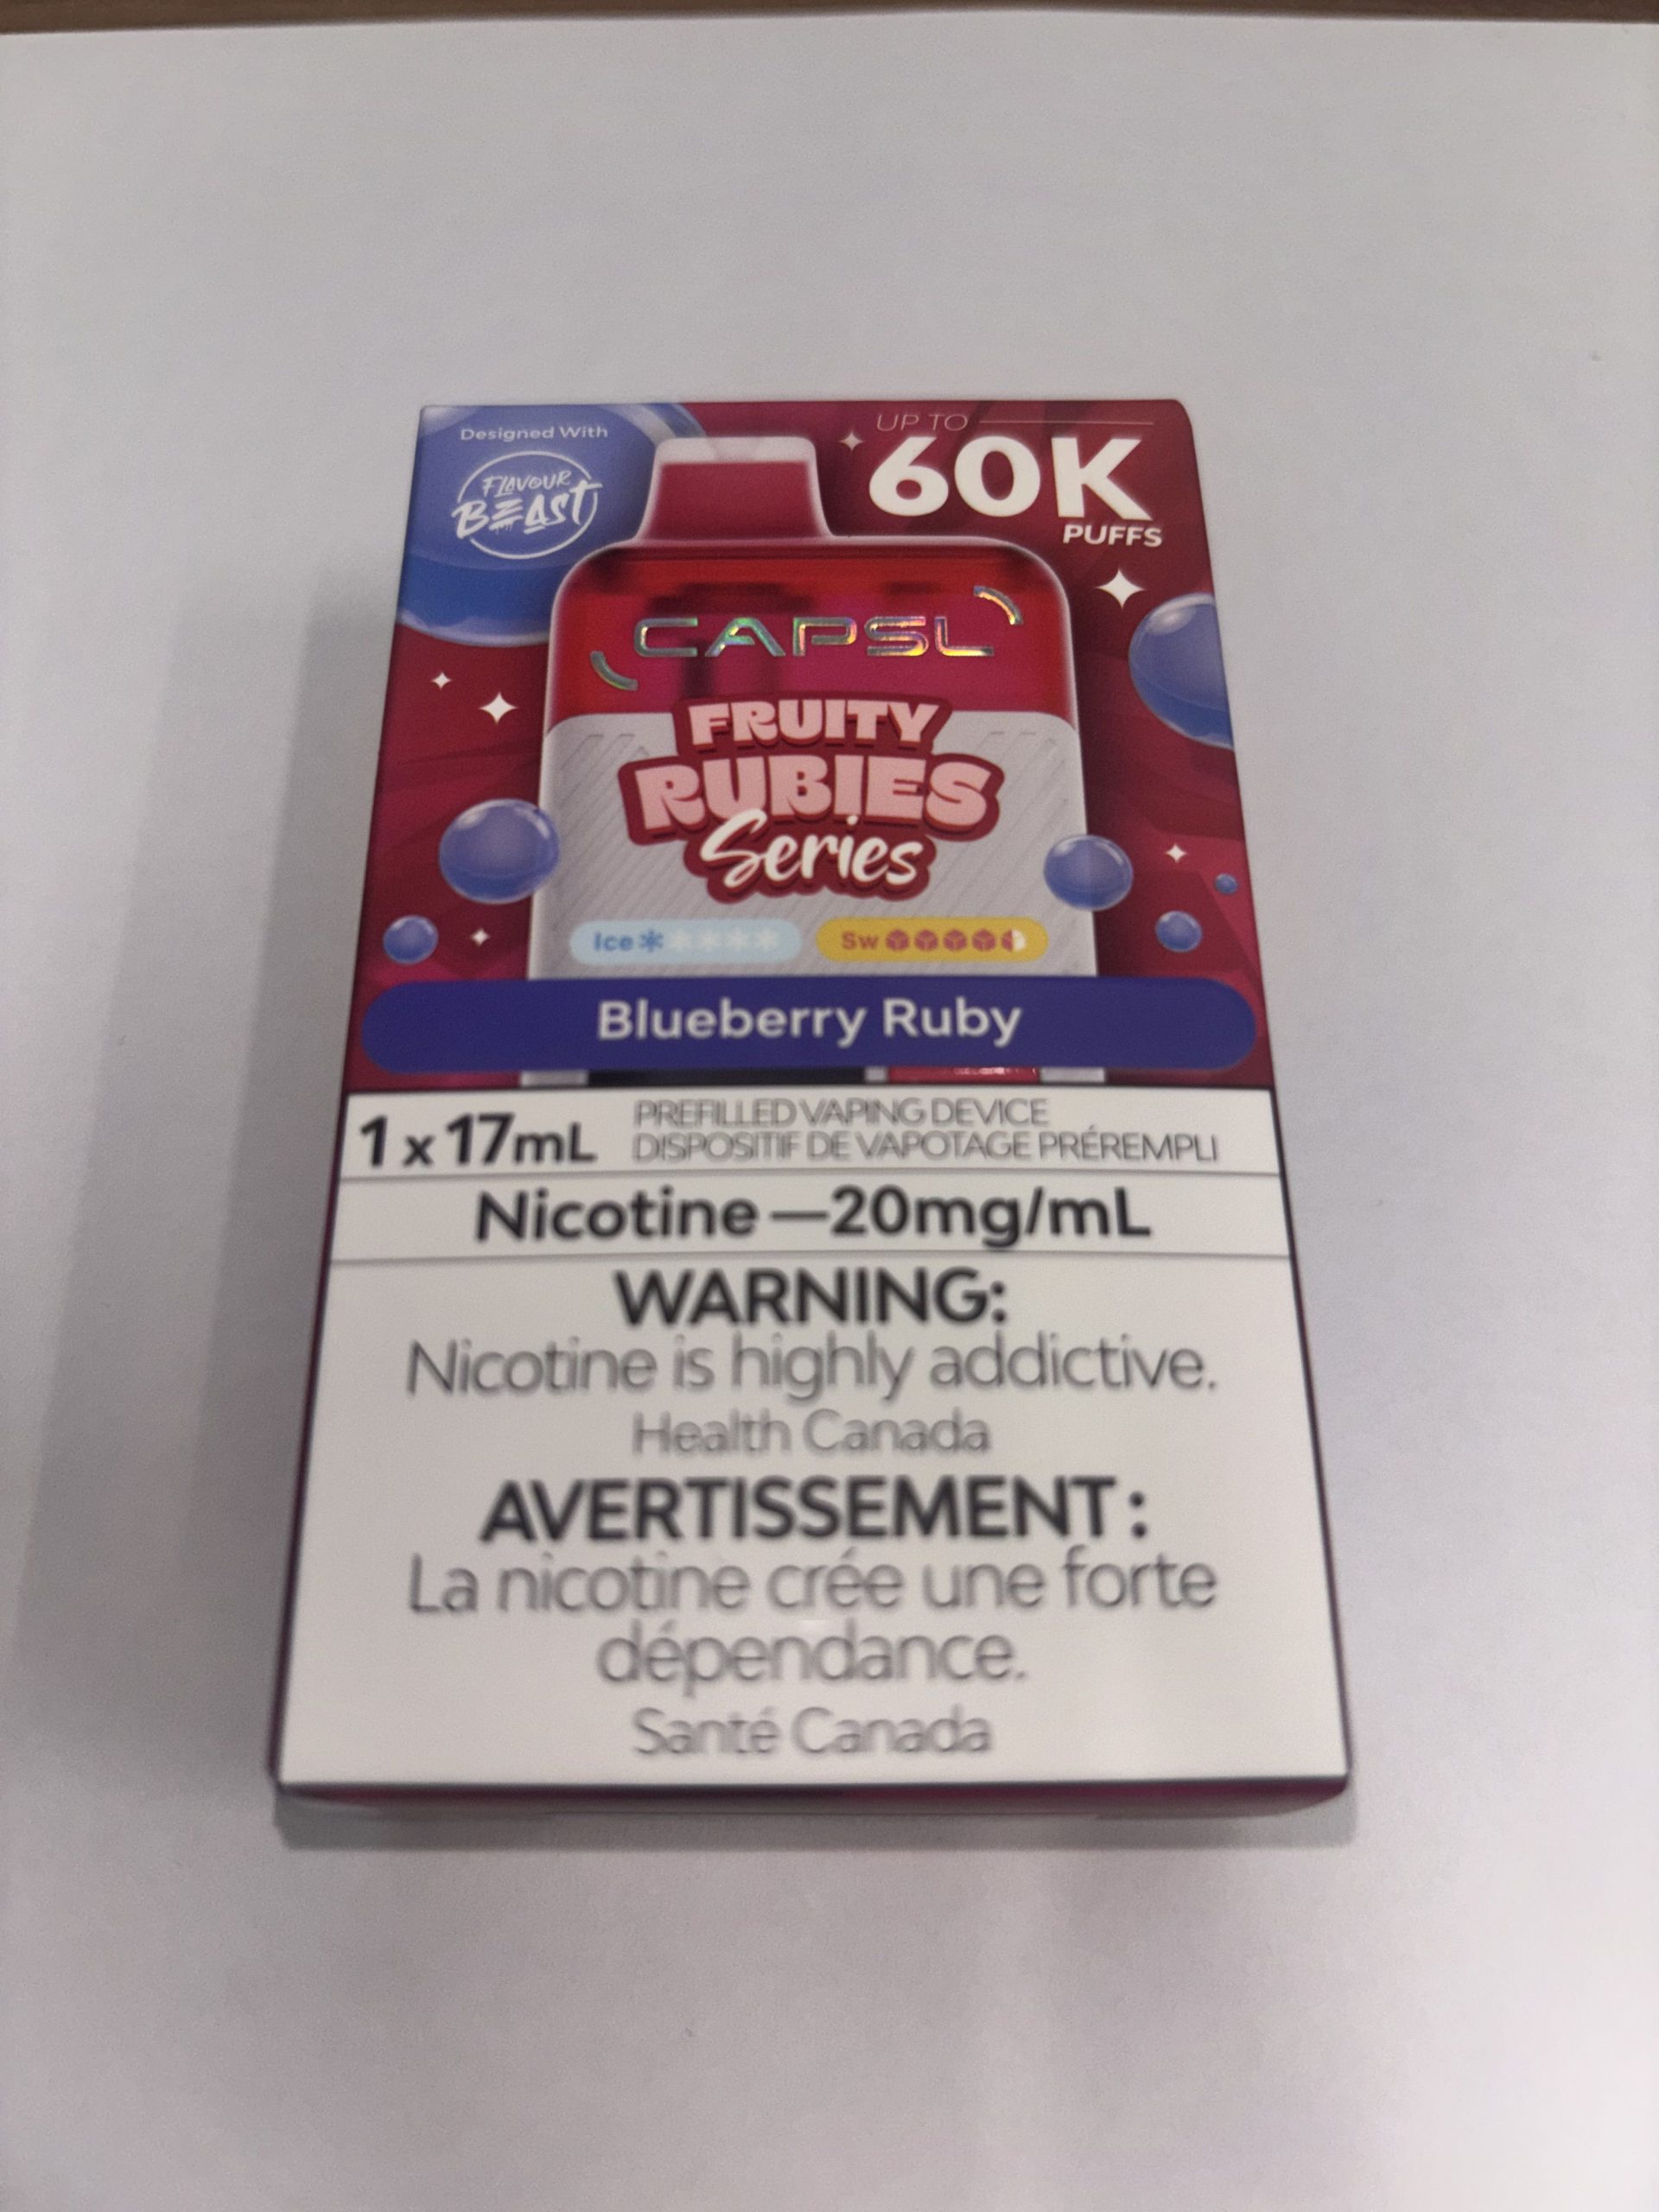 Designed With
FLAVOUR
BEAST
UP TO
60K
PUFFS
CAPSL
FRUITY
RUBIES
Series
Ice
Sw
Blueberry Ruby
1 x 17mL
PREFILLED VAPING DEVICE
DISPOSITIF DE VAPOTAGE PRÉREMPLI
Nicotine—20mg/mL
WARNING:
Nicotine is highly addictive.
Health Canada
AVERTISSEMENT :
La nicotine crée une forte
dépendance.
Santé Canada